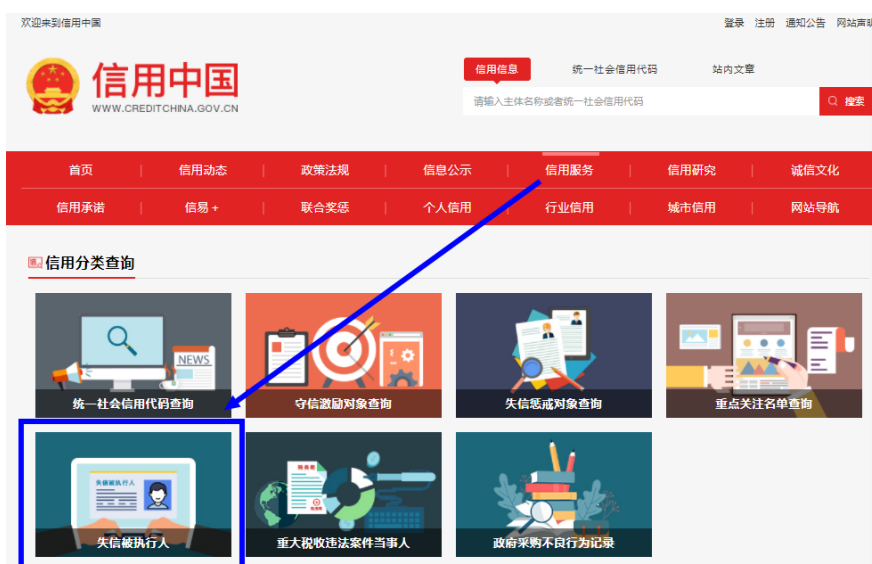 欢迎来到信用中国
登录 注册 通知公告 网站声明
信用中国
WWW.CREDITCHINA.GOV.CN
信用信息 统一社会信用代码 站内文章
请输入主体名称或者统一社会信用代码 搜索
首页 信用动态 政策法规 信息公示 信用服务 信用研究 诚信文化
信用承诺 信易+ 联合奖惩 个人信用 行业信用 城市信用 网站导航
信用分类查询
NEWS
统一社会信用代码查询 守信激励对象查询 失信惩戒对象查询 重点关注名单查询
失信被执行人
失信被执行人 重大税收违法案件当事人 政府采购不良行为记录